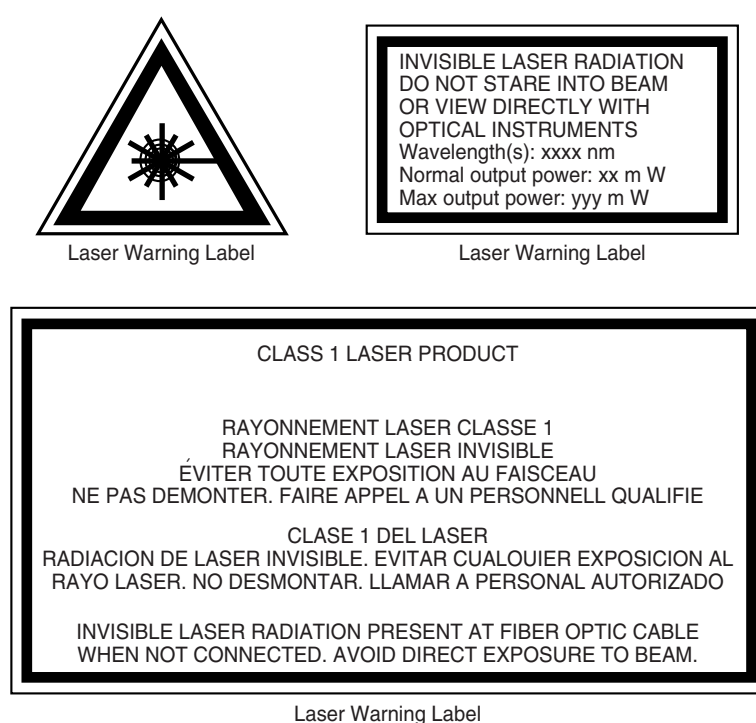 INVISIBLE LASER RADIATION
DO NOT STARE INTO BEAM
OR VIEW DIRECTLY WITH
OPTICAL INSTRUMENTS
Wavelength(s): xxxx nm
Normal output power: xx m W
Max output power: yyy m W
Laser Warning Label
Laser Warning Label
CLASS 1 LASER PRODUCT
RAYONNEMENT LASER CLASSE 1
RAYONNEMENT LASER INVISIBLE
ÉVITER TOUTE EXPOSITION AU FAISCEAU
NE PAS DEMONTER. FAIRE APPEL A UN PERSONNELL QUALIFIE
CLASE 1 DEL LASER
RADIACION DE LASER INVISIBLE. EVITAR CUALOUIER EXPOSICION AL
RAYO LASER. NO DESMONTAR. LLAMAR A PERSONAL AUTORIZADO
INVISIBLE LASER RADIATION PRESENT AT FIBER OPTIC CABLE
WHEN NOT CONNECTED. AVOID DIRECT EXPOSURE TO BEAM.
Laser Warning Label